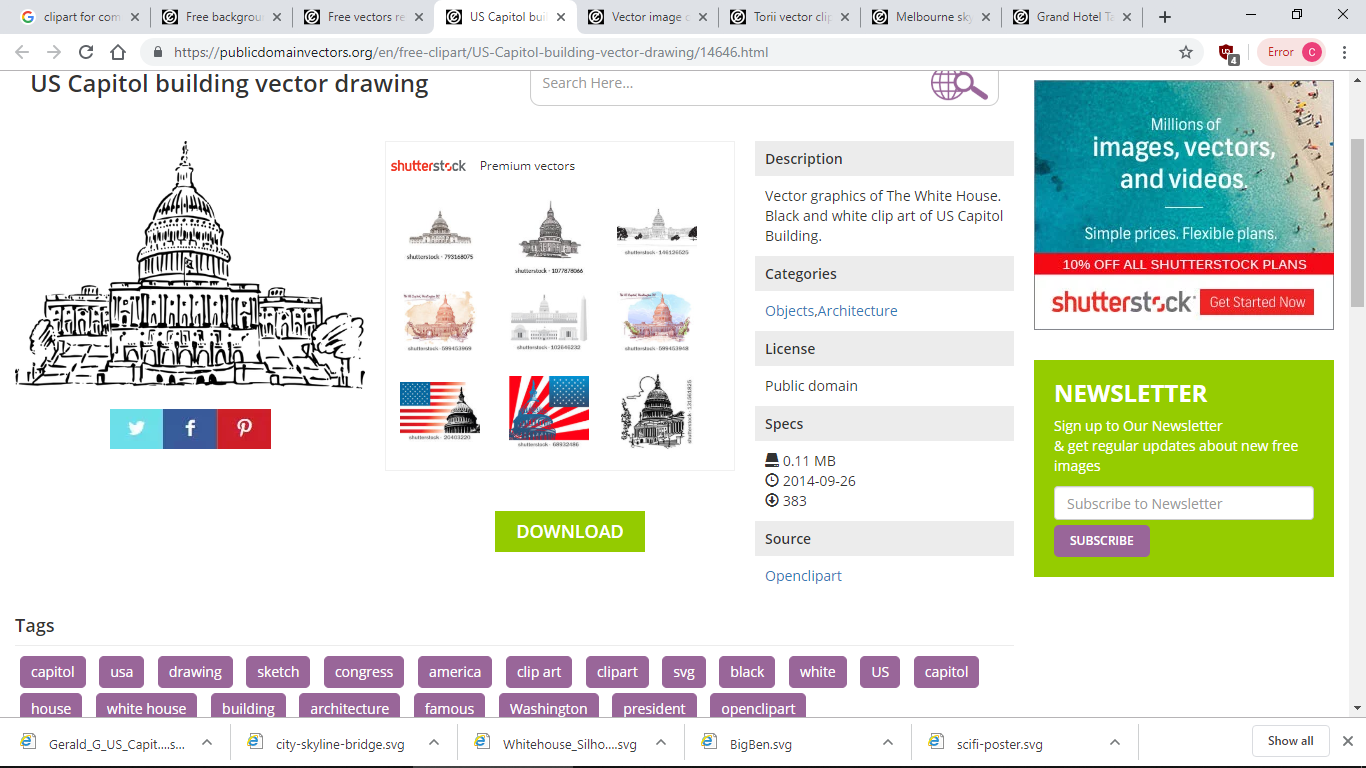 clipart for com
Free backgrou
Free vectors re
US Capitol bui
Vector image o
Torii vector clip
Melbourne sky
Grand Hotel Ta
https://publicdomainvectors.org/en/free-clipart/US-Capitol-building-vector-drawing/14646.html
4
Error
C
US Capitol building vector drawing
Search Here...
shutterstock
Premium vectors
shutterstock · 793168075
shutterstock · 1077878066
shutterstock · 146126525
shutterstock · 599453969
shutterstock · 102646232
shutterstock · 599453948
shutterstock · 20403220
shutterstock · 68932486
shutterstock · 131561825
DOWNLOAD
Description
Vector graphics of The White House.
Black and white clip art of US Capitol
Building.
Categories
Objects,Architecture
License
Public domain
Specs
0.11 MB
2014-09-26
383
Source
Openclipart
Millions of
images, vectors,
and videos.
Simple prices. Flexible plans.
10% OFF ALL SHUTTERSTOCK PLANS
shutterstock
Get Started Now
NEWSLETTER
Sign up to Our Newsletter
& get regular updates about new free
images
Subscribe to Newsletter
SUBSCRIBE
Tags
capitol usa drawing sketch congress america clip art clipart svg black white US capitol
house white house building architecture famous Washington president openclipart
Gerald_G_US_Capit....s...
city-skyline-bridge.svg
Whitehouse_Silho....svg
BigBen.svg
scifi-poster.svg
Show all